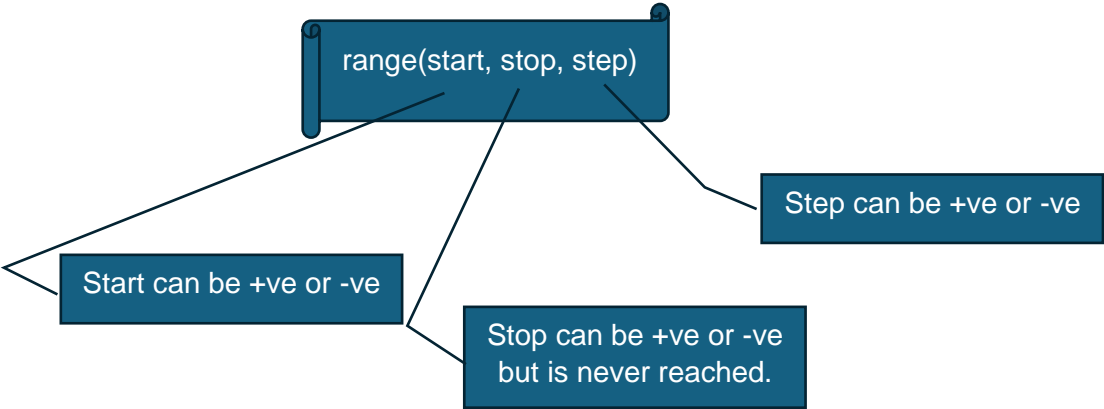 range(start, stop, step)
Step can be +ve or -ve
Start can be +ve or -ve
Stop can be +ve or -ve
but is never reached.